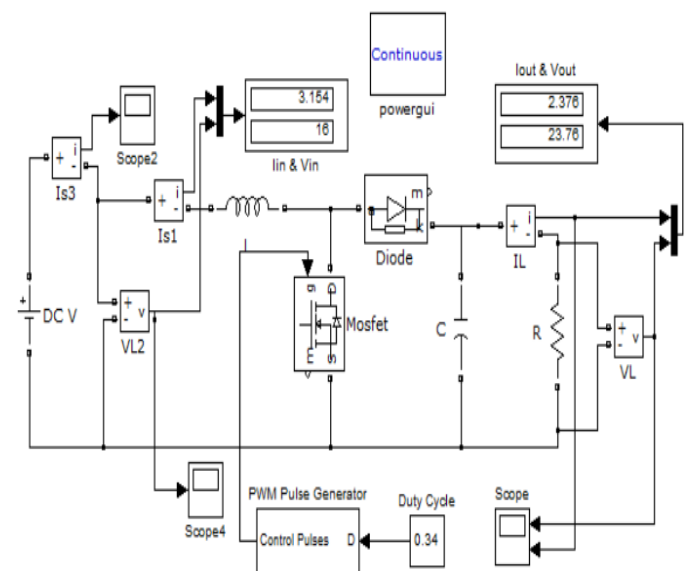 Continuous
powergui
Iout & Vout
2.376
23.76
3.154
16
Iin & Vin
Scope2
+
-
i
Is3
+
-
i
Is1
a
m
k
Diode
+
-
i
IL
+
DC V
+
-
v
VL2
g
D
S
m
Mosfet
C
R
+
-
v
VL
Scope4
PWM Pulse Generator
Control Pulses
D
Duty Cycle
0.34
Scope